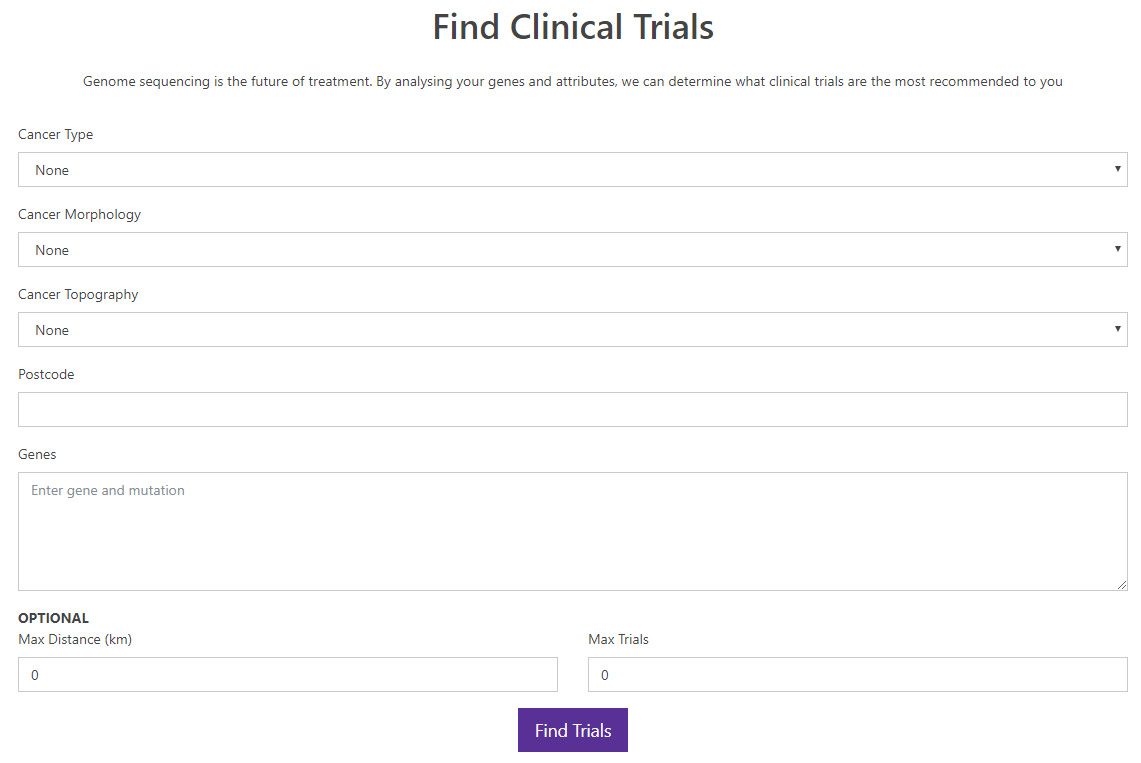 Find Clinical Trials
Genome sequencing is the future of treatment. By analysing your genes and attributes, we can determine what clinical trials are the most recommended to you
Cancer Type
None
Cancer Morphology
None
Cancer Topography
None
Postcode
Genes
Enter gene and mutation
OPTIONAL
Max Distance (km)
Max Trials
0
0
Find Trials